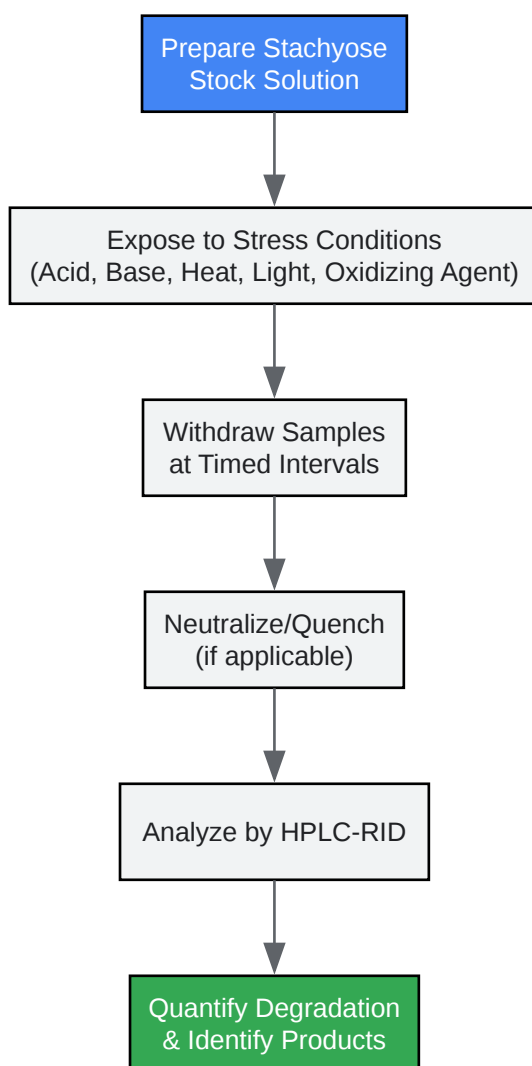 Prepare Stachyose
Stock Solution
Expose to Stress Conditions
(Acid, Base, Heat, Light, Oxidizing Agent)
Withdraw Samples
at Timed Intervals
Neutralize/Quench
(if applicable)
Analyze by HPLC-RID
Quantify Degradation
& Identify Products